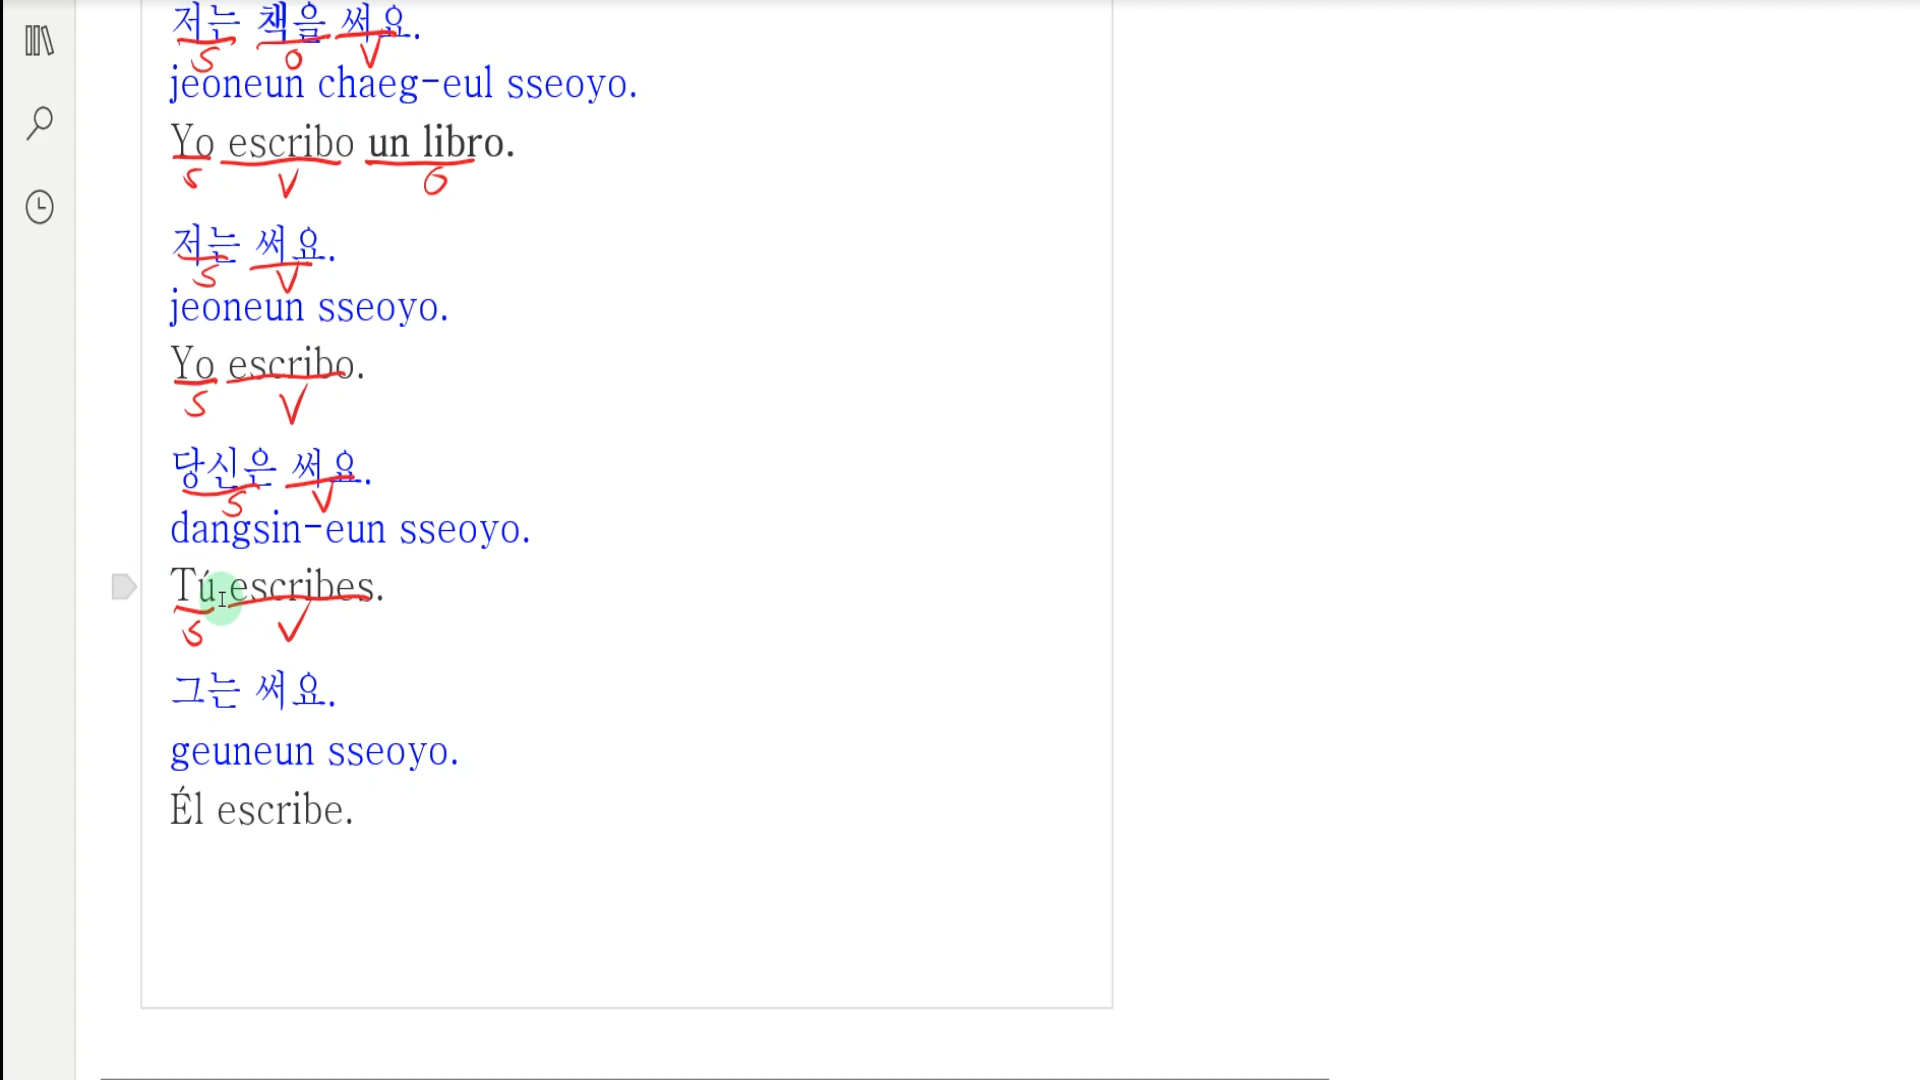 저는 책을 써요.
S O V
jeoneun chaeg-eul sseoyo.
Yo escribo un libro.
S V O
저는 써요.
S V
jeoneun sseoyo.
Yo escribo.
S V
당신은 써요.
S V
dangsin-eun sseoyo.
Tú escribes.
S V
그는 써요.
geuneun sseoyo.
Él escribe.